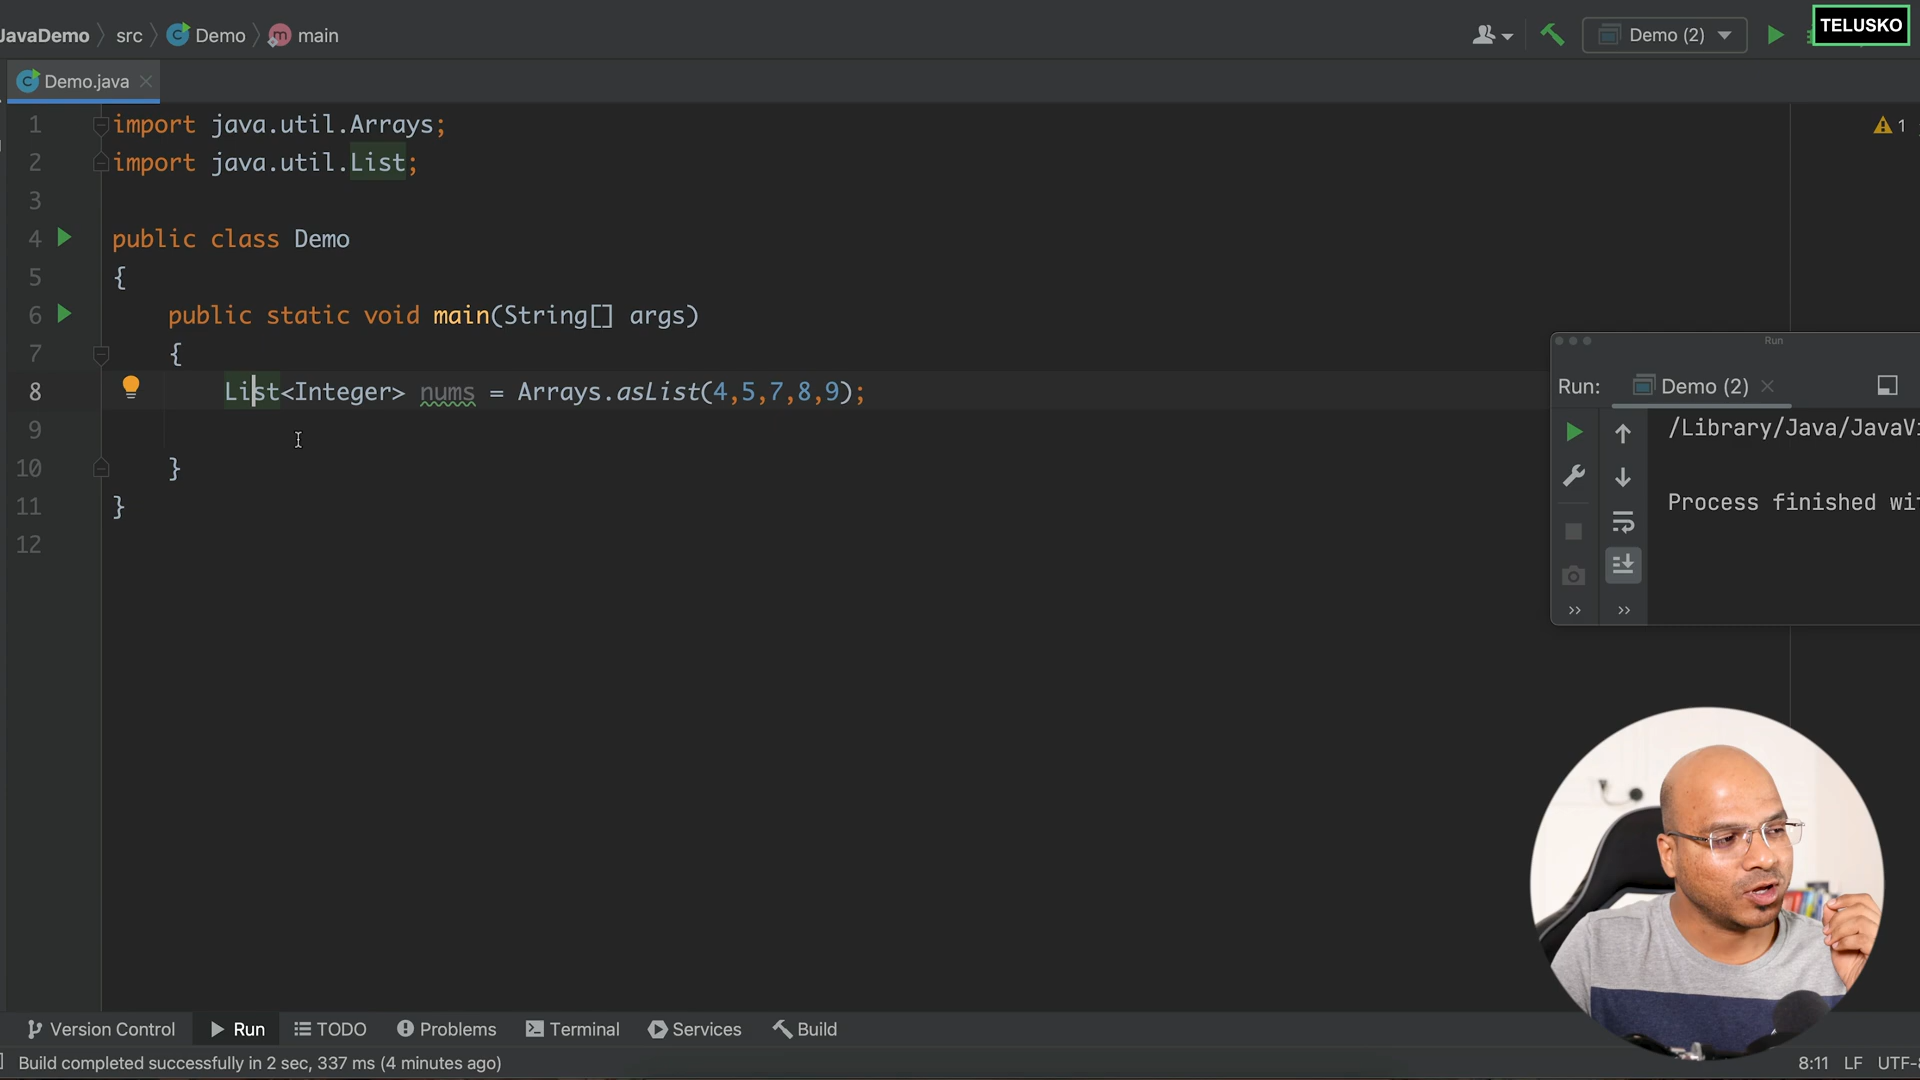 JavaDemo src Demo main
Demo (2)
TELUSKO
Demo.java
1 import java.util.Arrays;
2 import java.util.List;
3
4 public class Demo
5 {
6 public static void main(String[] args)
7 {
8 List<Integer> nums = Arrays.asList(4,5,7,8,9);
9
10 }
11 }
12
1
Run
Run: Demo (2)
/Library/Java/JavaVi
Process finished wit
Version Control Run TODO Problems Terminal Services Build
Build completed successfully in 2 sec, 337 ms (4 minutes ago)
8:11 LF UTF-8